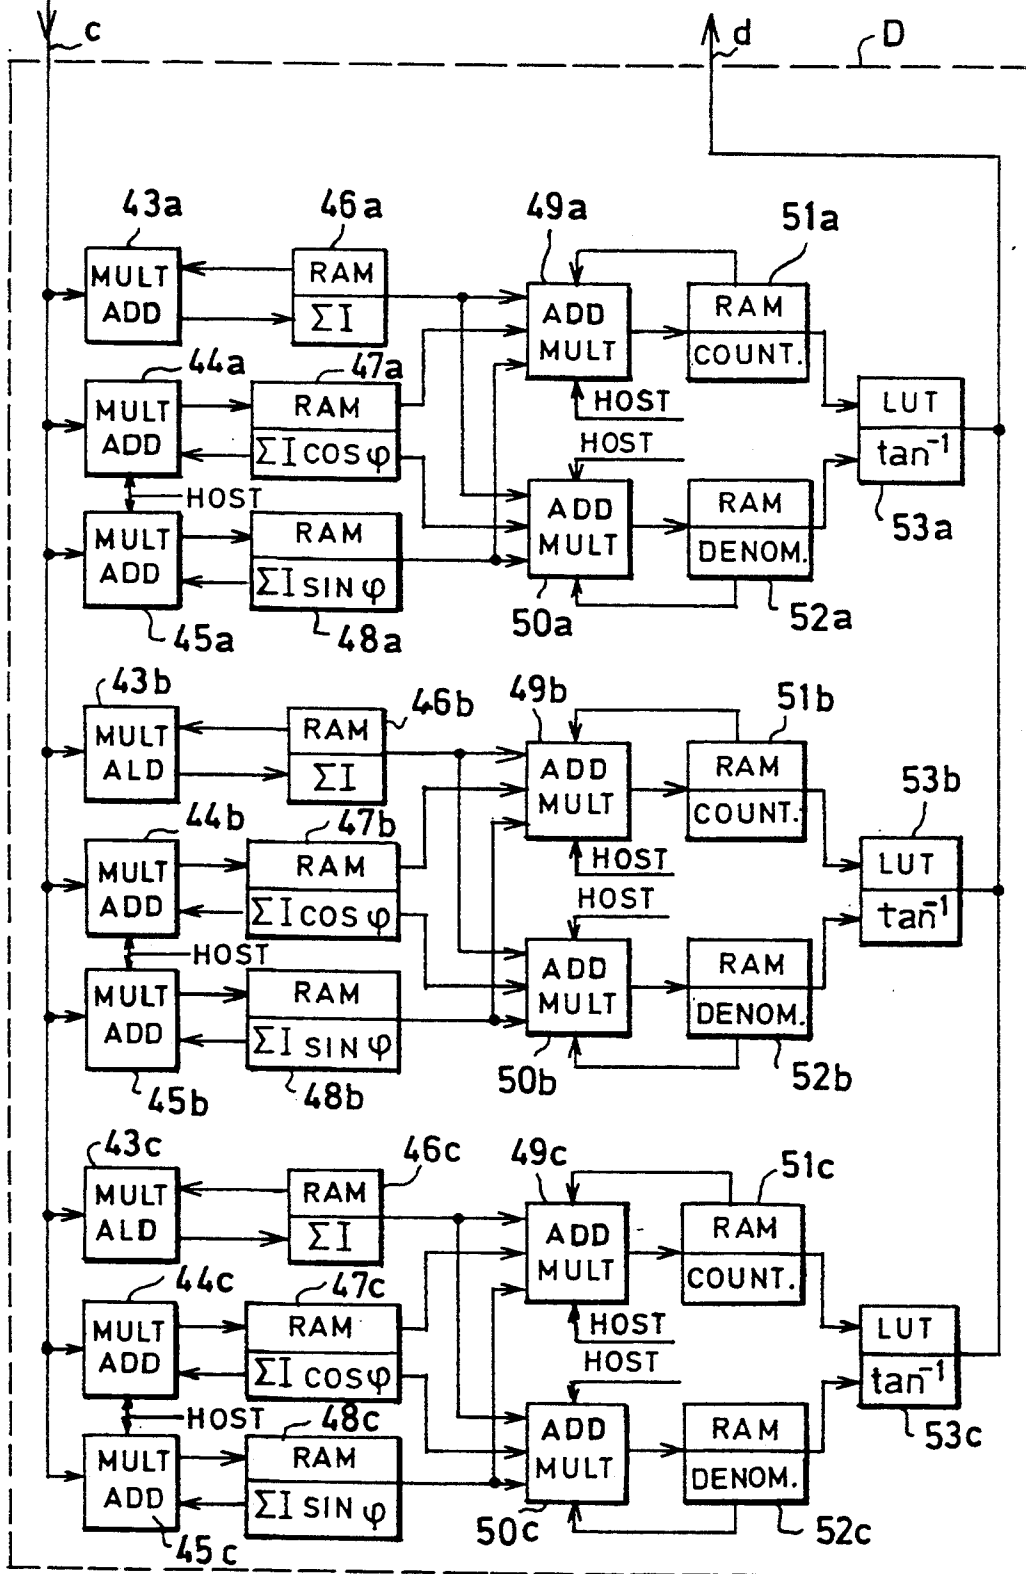 c
d
D
43a
46a
49a
51a
MULT
ADD
RAM
ΣI
ADD
MULT
RAM
COUNT.
44a
47a
MULT
ADD
RAM
ΣI COS φ
HOST
HOST
LUT
tan⁻¹
53a
HOST
MULT
ADD
RAM
ΣI SIN φ
ADD
MULT
RAM
DENOM.
45a
48a
50a
52a
43b
46b
49b
51b
MULT
ALD
RAM
ΣI
ADD
MULT
RAM
COUNT.
53b
44b
47b
MULT
ADD
RAM
ΣI COS φ
HOST
HOST
LUT
tan⁻¹
HOST
MULT
ADD
RAM
ΣI SIN φ
ADD
MULT
RAM
DENOM.
45b
48b
50b
52b
43c
46c
49c
51c
MULT
ALD
RAM
ΣI
ADD
MULT
RAM
COUNT.
44c
47c
MULT
ADD
RAM
ΣI COS φ
HOST
HOST
LUT
tan⁻¹
53c
HOST
48c
MULT
ADD
RAM
ΣI SIN φ
ADD
MULT
RAM
DENOM.
45c
50c
52c